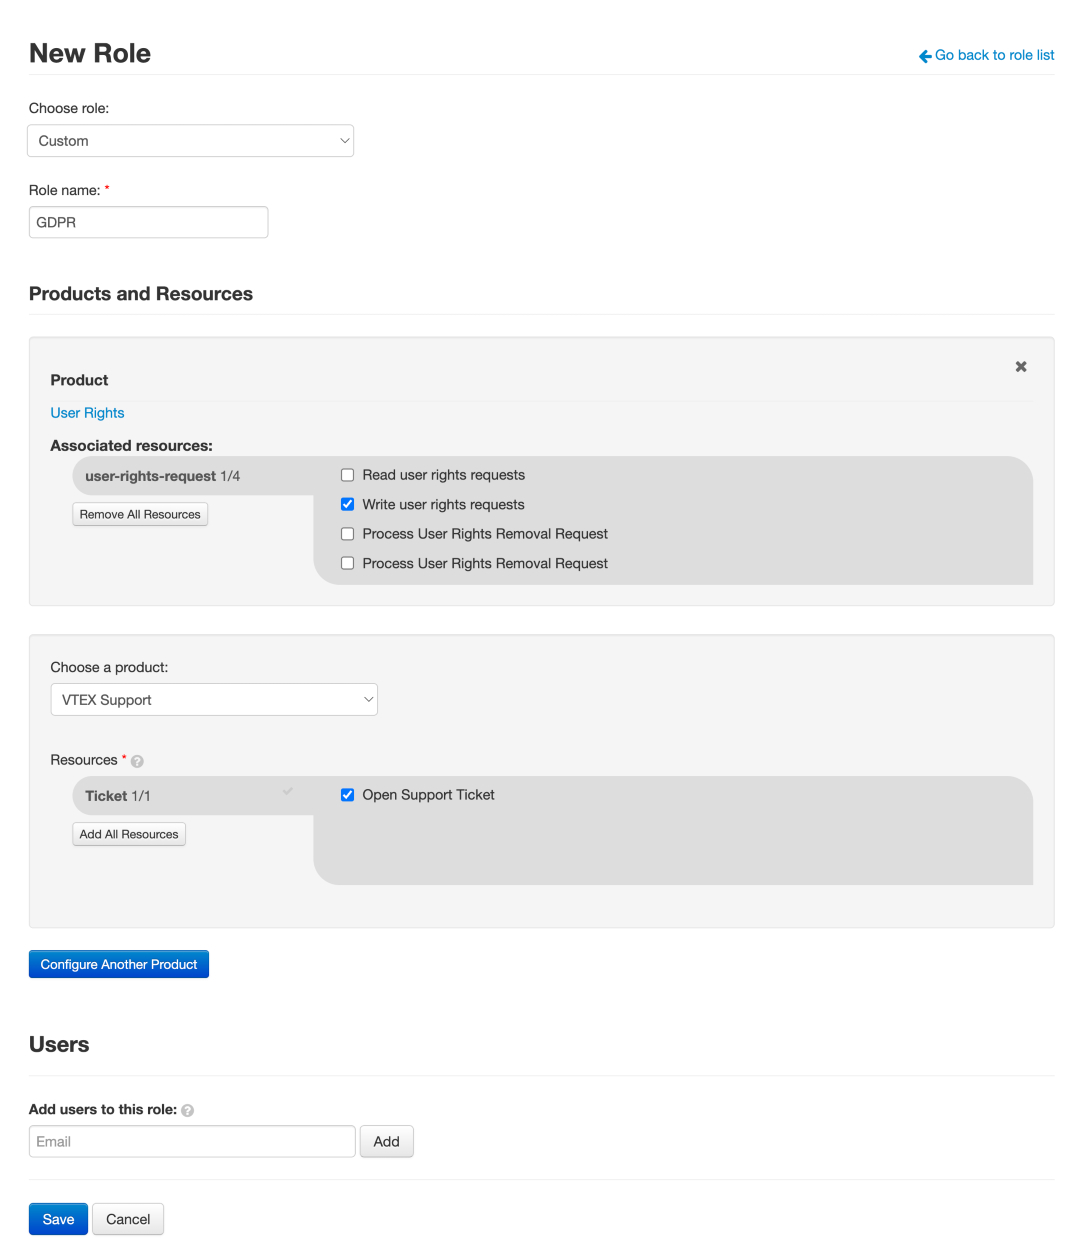 New Role
Go back to role list
Choose role:
Custom
Role name: *
GDPR
Products and Resources
Product
User Rights
Associated resources:
user-rights-request 1/4
Remove All Resources
Read user rights requests
Write user rights requests
Process User Rights Removal Request
Process User Rights Removal Request
Choose a product:
VTEX Support
Resources * ?
Ticket 1/1
Add All Resources
Open Support Ticket
Configure Another Product
Users
Add users to this role: ?
Email
Add
Save
Cancel